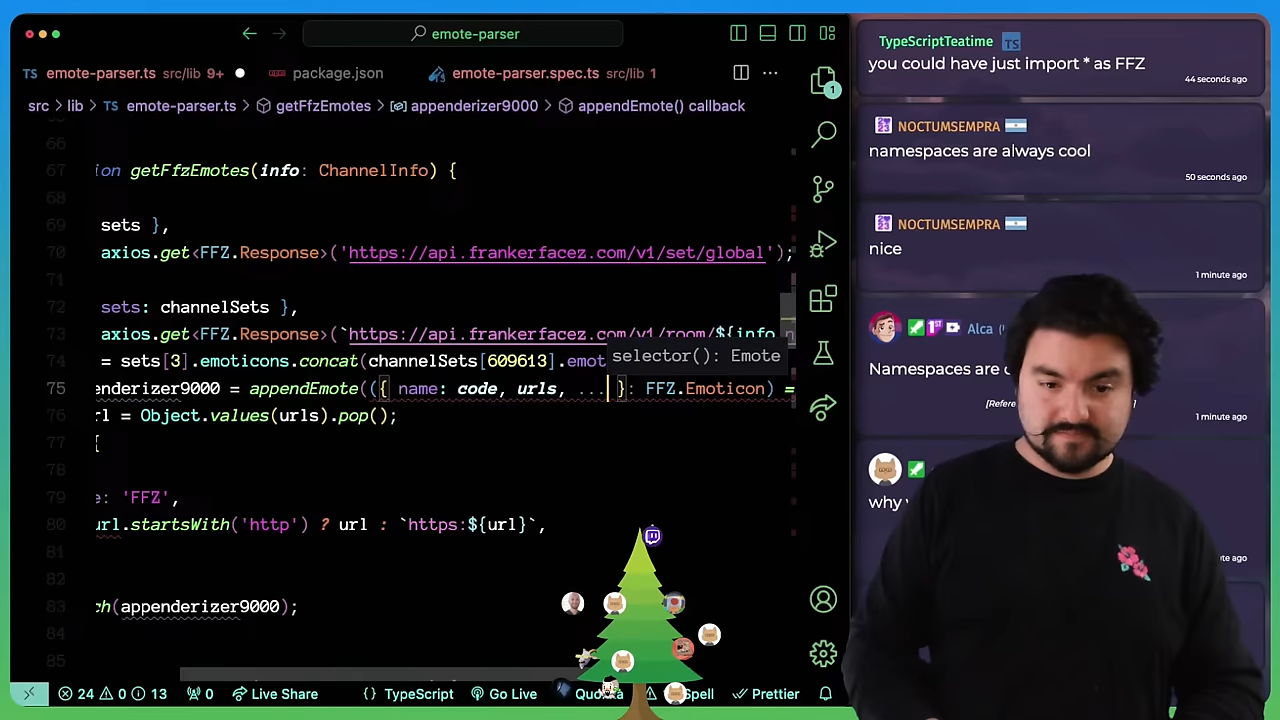 emote-parser
TS emote-parser.ts src/lib 9+
package.json
emote-parser.spec.ts src/lib 1
src > lib > TS emote-parser.ts > getFfzEmotes > appenderizer9000 > appendEmote() callback
66
67 ion getFfzEmotes(info: ChannelInfo) {
68
69 sets },
70 axios.get<FFZ.Response>('https://api.frankerfacez.com/v1/set/global');
71
72 sets: channelSets },
73 axios.get<FFZ.Response>(`https://api.frankerfacez.com/v1/room/${info
74 = sets[3].emoticons.concat(channelSets[609613].emot
selector(): Emote
75 enderizer9000 = appendEmote(({ name: code, urls, ... }: FFZ.Emoticon) =
76 rl = Object.values(urls).pop();
77 {
78
79 e: 'FFZ',
80 url.startsWith('http') ? url : `https:${url}`,
81
82
83 ch(appenderizer9000);
84
85
24 0 13 0 Live Share {} TypeScript Go Live Quokka Spell Prettier
1
TypeScriptTeatime TS
you could have just import * as FFZ
44 seconds ago
NOCTUMSEMPRA
namespaces are always cool
50 seconds ago
NOCTUMSEMPRA
nice
1 minute ago
Alca
Namespaces are
[Refere
1 minute ago
why
te ago